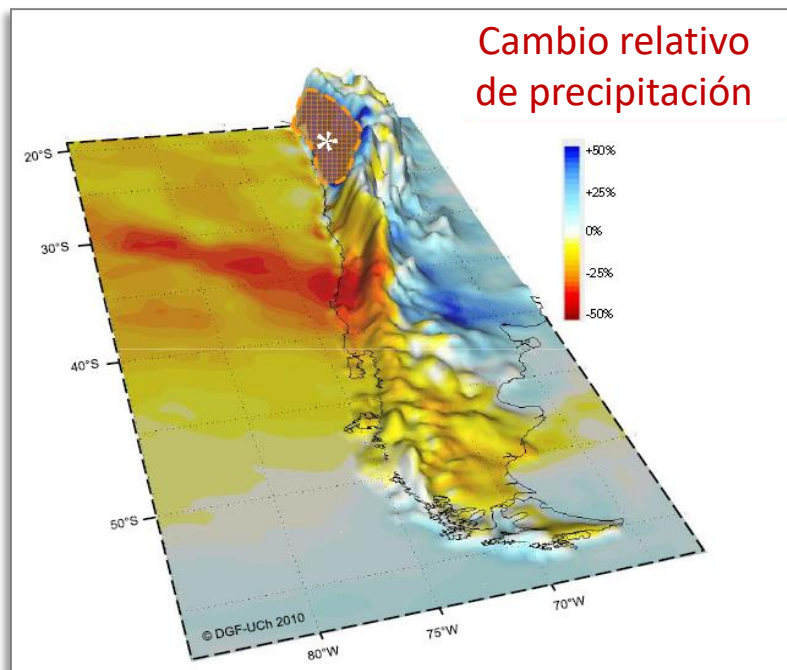 Cambio relativo
de precipitación
*
+50%
+25%
0%
-25%
-50%
20°S
30°S
40°S
50°S
80°W
75°W
70°W
© DGF-UCh 2010